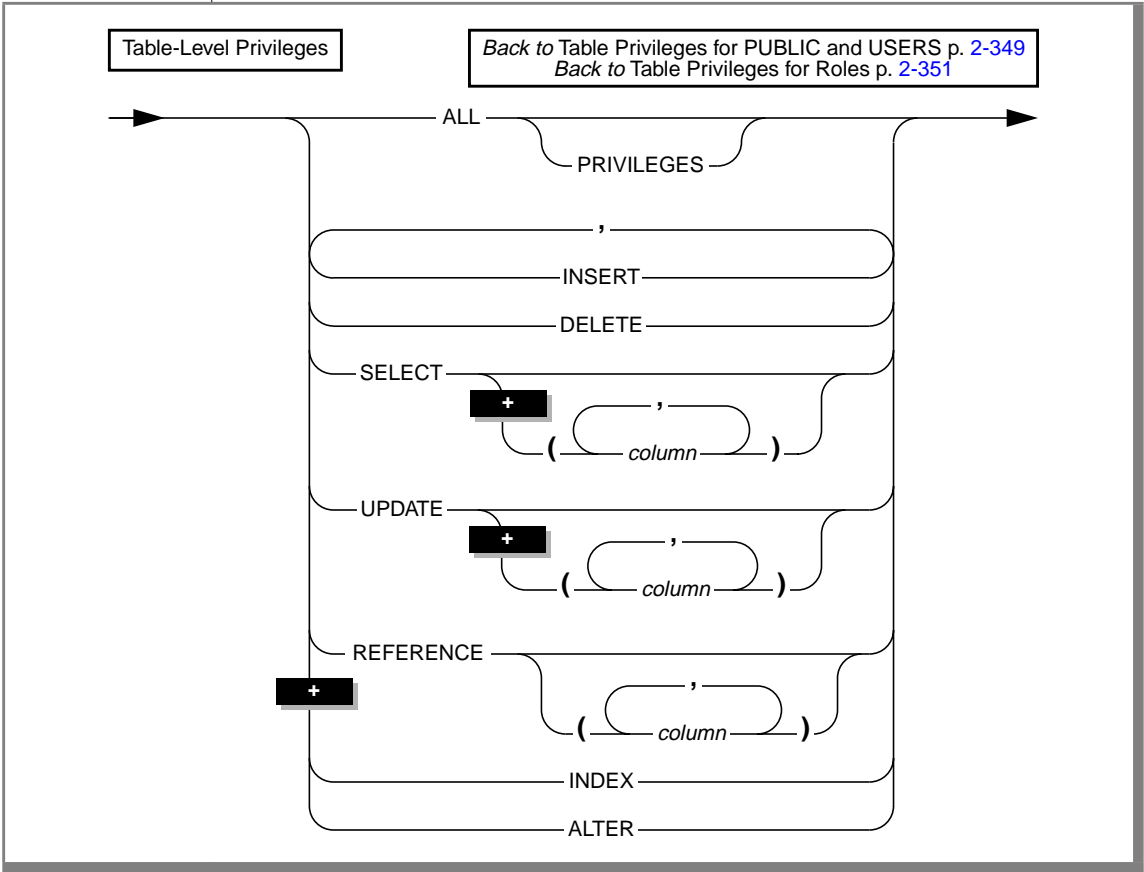 Table-Level Privileges
Back to Table Privileges for PUBLIC and USERS p. 2-349
Back to Table Privileges for Roles p. 2-351
ALL
PRIVILEGES
,
INSERT
DELETE
SELECT
+
,
( column )
UPDATE
+
,
( column )
REFERENCE
+
,
( column )
INDEX
ALTER